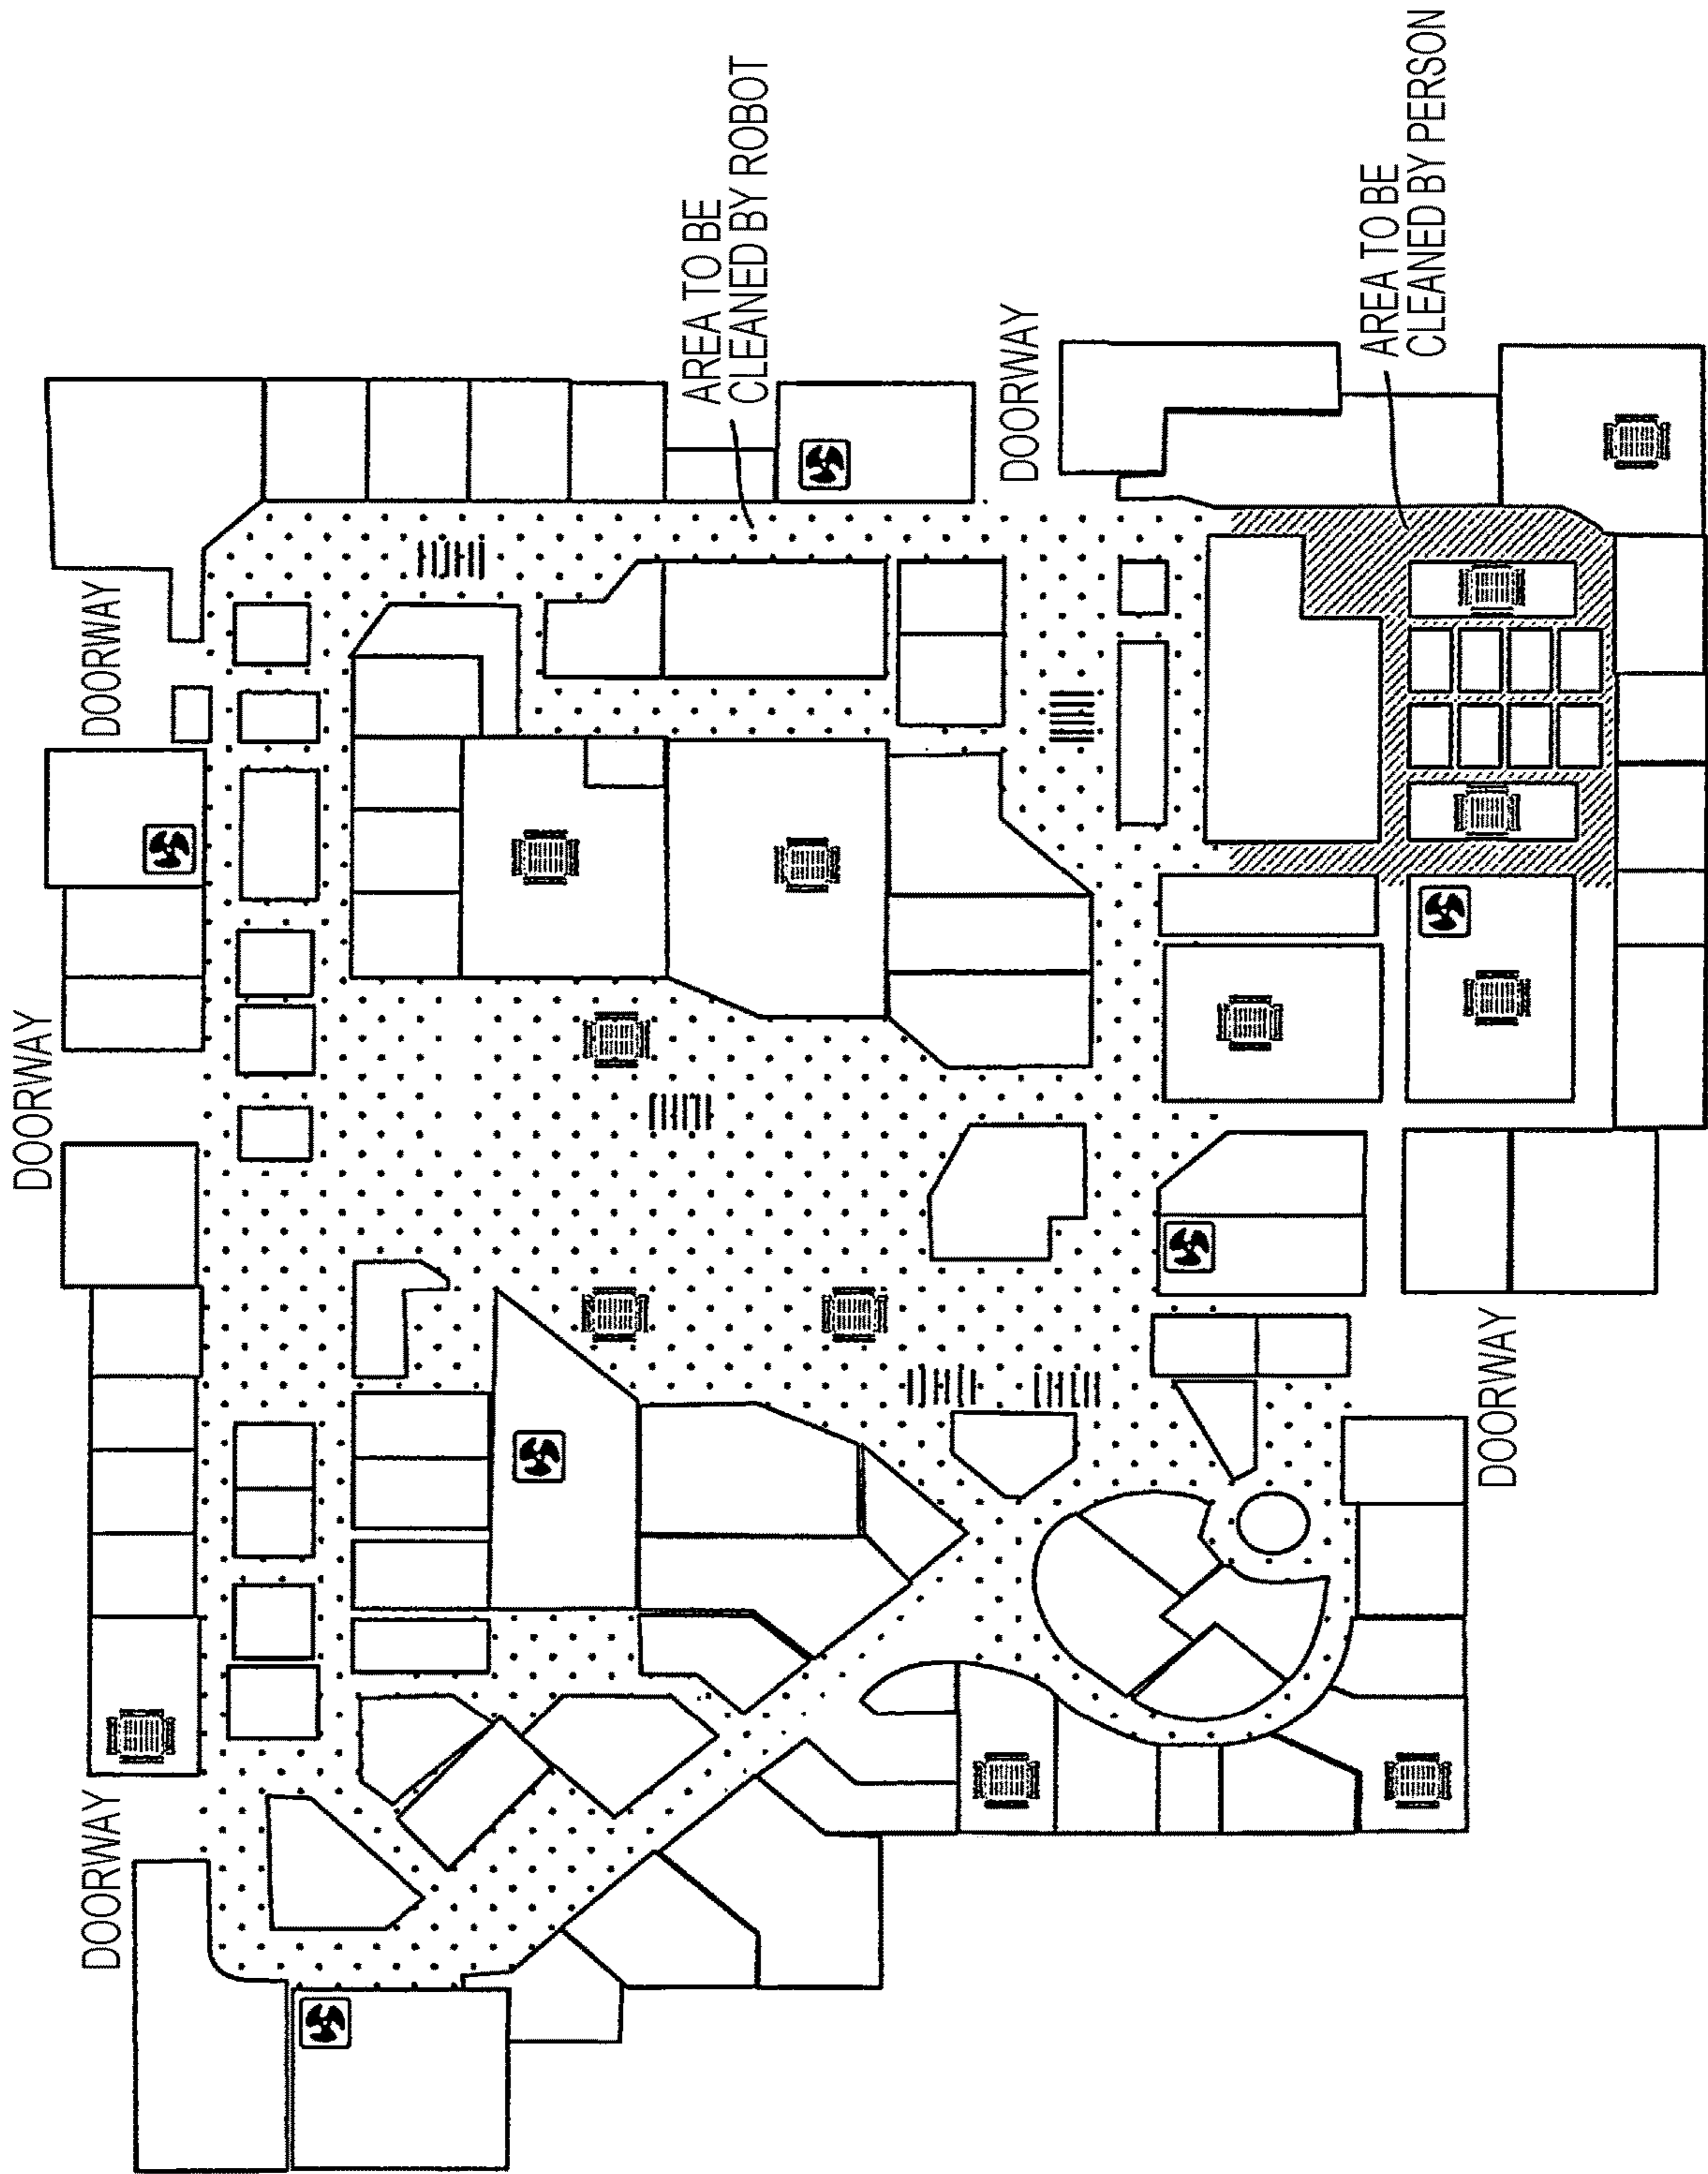 DOORWAY
DOORWAY
DOORWAY
AREA TO BE
CLEANED BY ROBOT
DOORWAY
AREA TO BE
CLEANED BY PERSON
DOORWAY